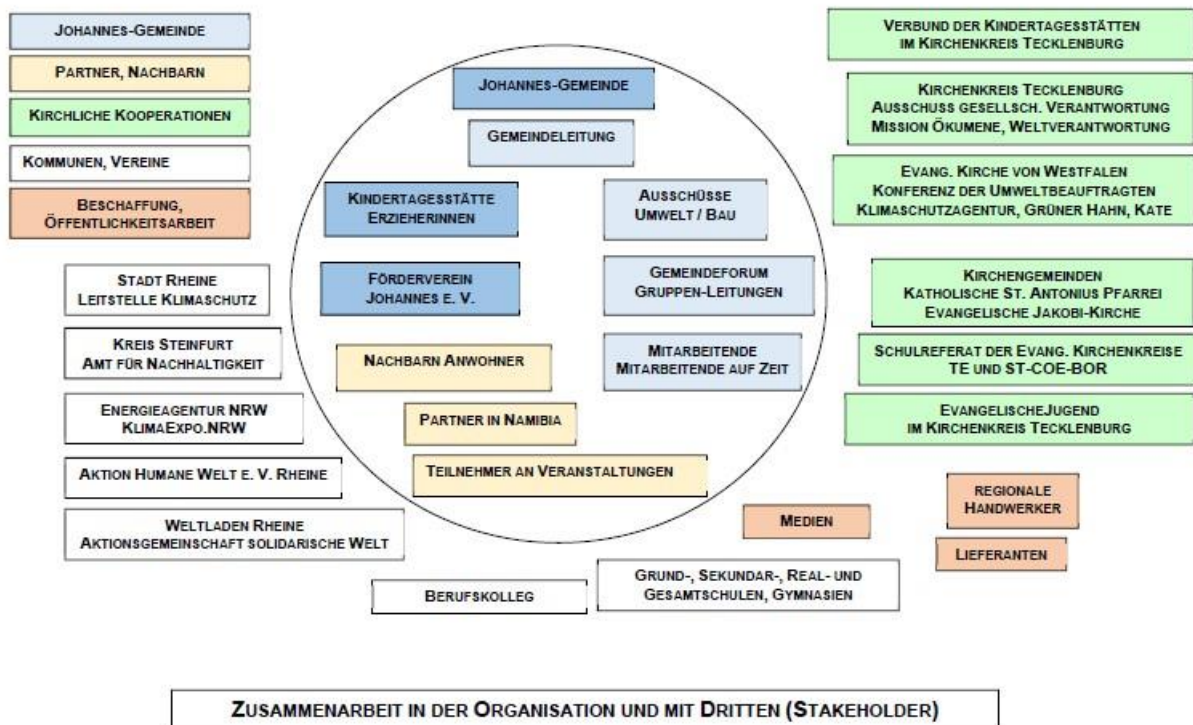 JOHANNES-GEMEINDE
PARTNER, NACHBARN
KIRCHLICHE KOOPERATIONEN
KOMMUNEN, VEREINE
BESCHAFFUNG,
ÖFFENTLICHKEITSARBEIT
STADT RHEINE
LEITSTELLE KLIMASCHUTZ
KREIS STEINFURT
AMT FÜR NACHHALTIGKEIT
ENERGIEAGENTUR NRW
KLIMAEXPO.NRW
AKTION HUMANE WELT E. V. RHEINE
WELTLADEN RHEINE
AKTIONSGEMEINSCHAFT SOLIDARISCHE WELT
JOHANNES-GEMEINDE
GEMEINDELEITUNG
KINDERTAGESSTÄTTE
ERZIEHERINNEN
AUSSCHÜSSE
UMWELT / BAU
FÖRDERVEREIN
JOHANNES E. V.
GEMEINDEFORUM
GRUPPEN-LEITUNGEN
NACHBARN ANWOHNER
MITARBEITENDE
MITARBEITENDE AUF ZEIT
PARTNER IN NAMIBIA
TEILNEHMER AN VERANSTALTUNGEN
VERBUND DER KINDERTAGESSTÄTTEN
IM KIRCHENKREIS TECKLENBURG
KIRCHENKREIS TECKLENBURG
AUSSCHUSS GESELLSCH. VERANTWORTUNG
MISSION ÖKUMENE, WELTVERANTWORTUNG
EVANG. KIRCHE VON WESTFALEN
KONFERENZ DER UMWELTBEAUFTRAGTEN
KLIMASCHUTZAGENTUR, GRÜNER HAHN, KATE
KIRCHENGEMEINDEN
KATHOLISCHE ST. ANTONIUS PFARREI
EVANGELISCHE JAKOBI-KIRCHE
SCHULREFERAT DER EVANG. KIRCHENKREISE
TE UND ST-COE-BOR
EVANGELISCHEJUGEND
IM KIRCHENKREIS TECKLENBURG
MEDIEN
REGIONALE
HANDWERKER
LIEFERANTEN
BERUFSKOLLEG
GRUND-, SEKUNDAR-, REAL- UND
GESAMTSCHULEN, GYMNASIEN
ZUSAMMENARBEIT IN DER ORGANISATION UND MIT DRITTEN (STAKEHOLDER)